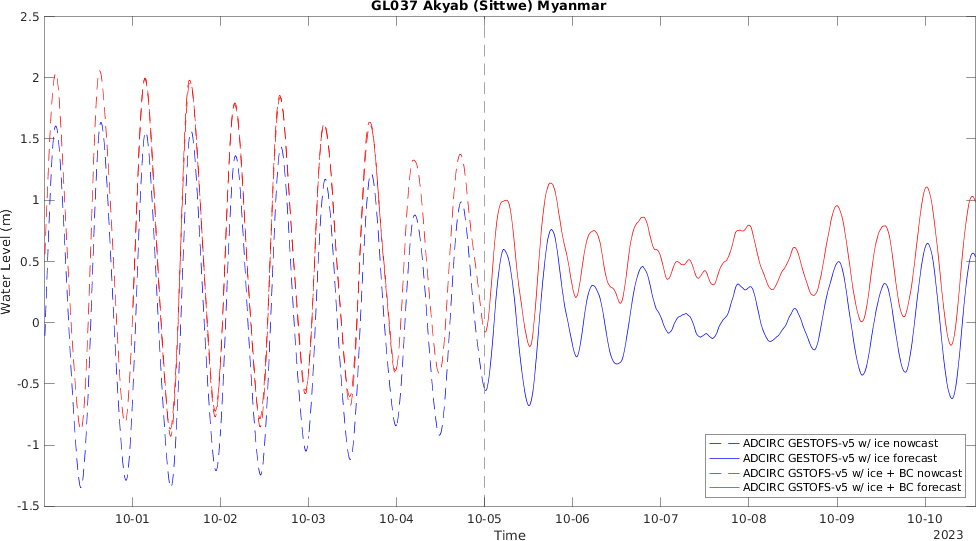 GL037 Akyab (Sittwe) Myanmar
2.5
2
1.5
1
0.5
0
-0.5
-1
-1.5
Water Level (m)
10-01
10-02
10-03
10-04
10-05
10-06
10-07
10-08
10-09
10-10
Time
2023
ADCIRC GESTOFS-v5 w/ ice nowcast
ADCIRC GESTOFS-v5 w/ ice forecast
ADCIRC GSTOFS-v5 w/ ice + BC nowcast
ADCIRC GSTOFS-v5 w/ ice + BC forecast